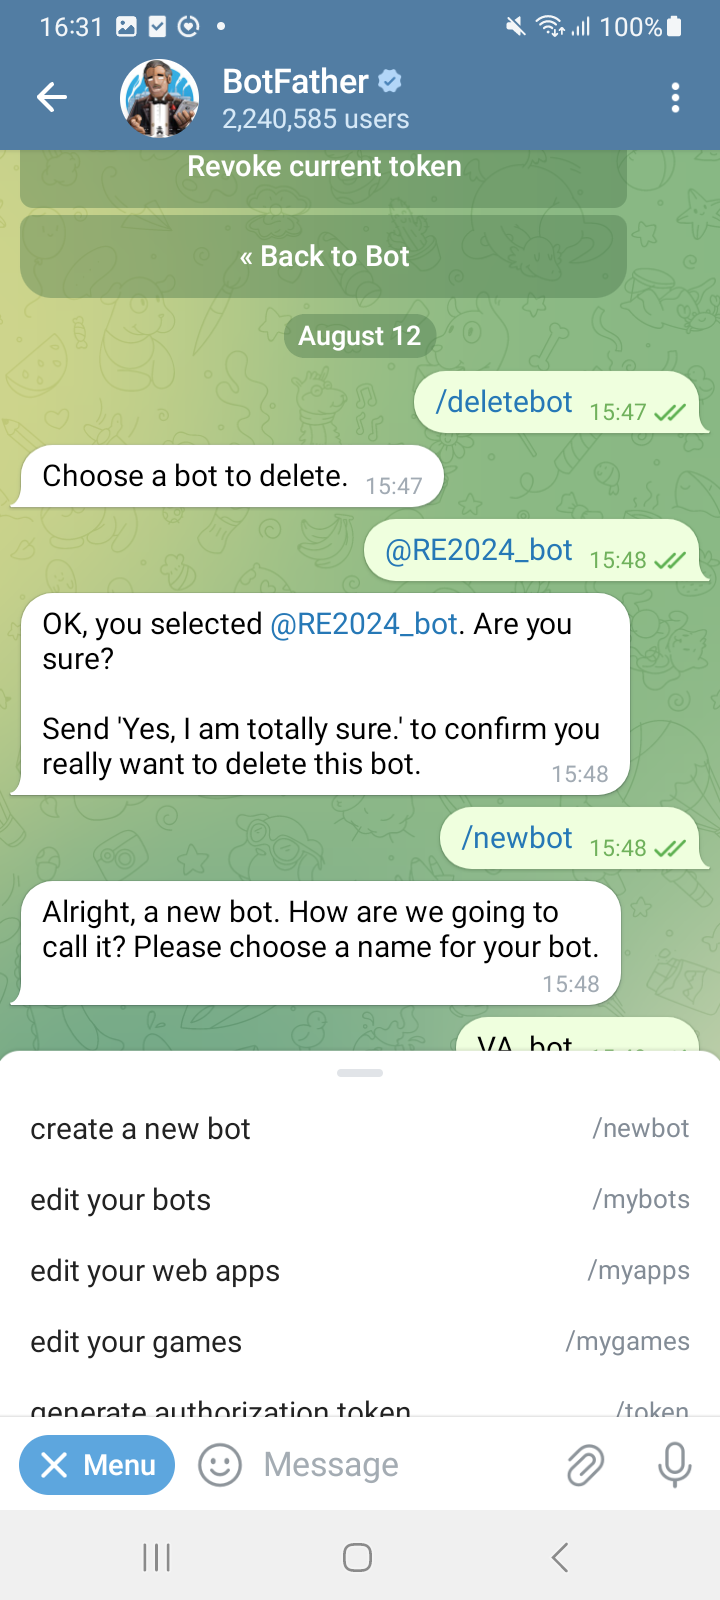 16:31
100%
BotFather
2,240,585 users
Revoke current token
« Back to Bot
August 12
/deletebot 15:47
Choose a bot to delete. 15:47
@RE2024_bot 15:48
OK, you selected @RE2024_bot. Are you
sure?
Send 'Yes, I am totally sure.' to confirm you
really want to delete this bot. 15:48
/newbot 15:48
Alright, a new bot. How are we going to
call it? Please choose a name for your bot.
15:48
VA_bot
create a new bot /newbot
edit your bots /mybots
edit your web apps /myapps
edit your games /mygames
generate authorization token /token
Menu
Message